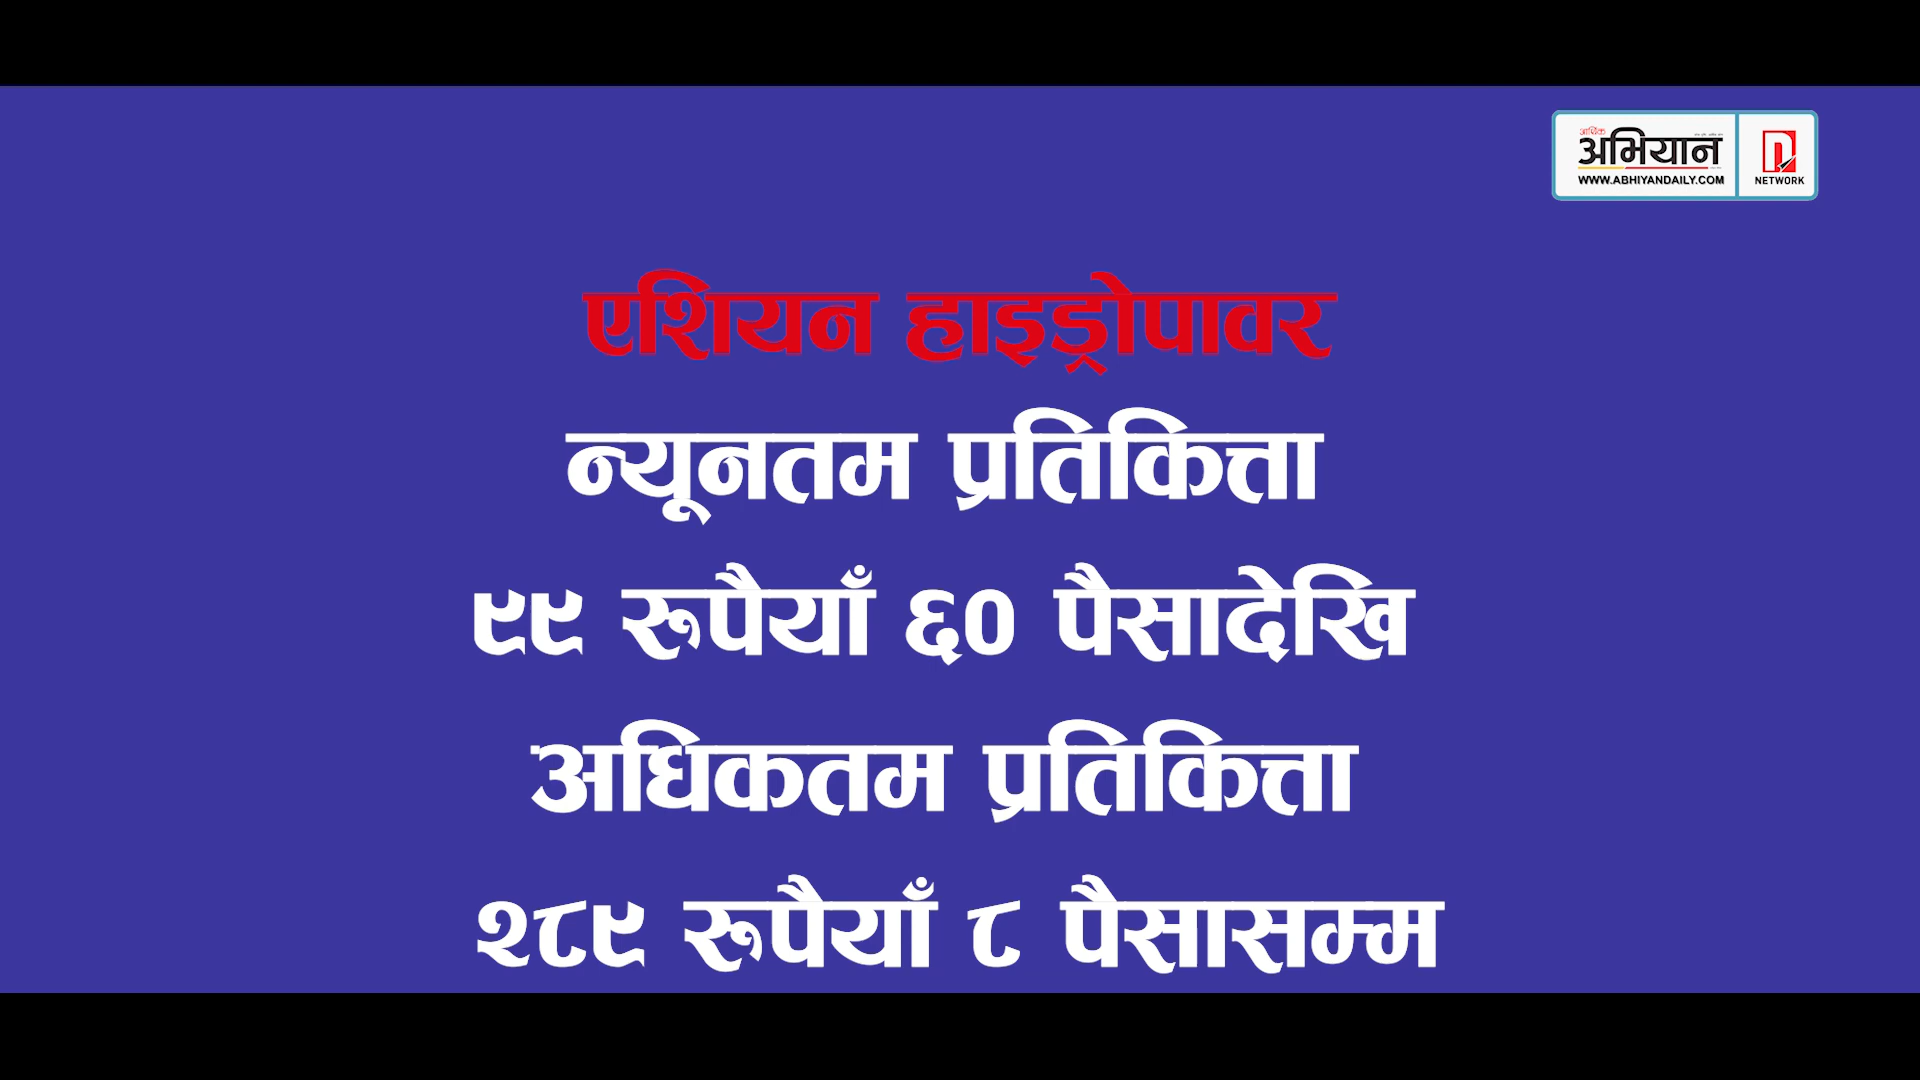 आर्थिक
अभियान
WWW.ABHIYANDAILY.COM
NETWORK
एशियन हाइड्रोपावर
न्यूनतम प्रतिकित्ता
९९ रूपैयाँ ६० पैसादेखि
अधिकतम प्रतिकित्ता
२८९ रूपैयाँ ८ पैसासम्म